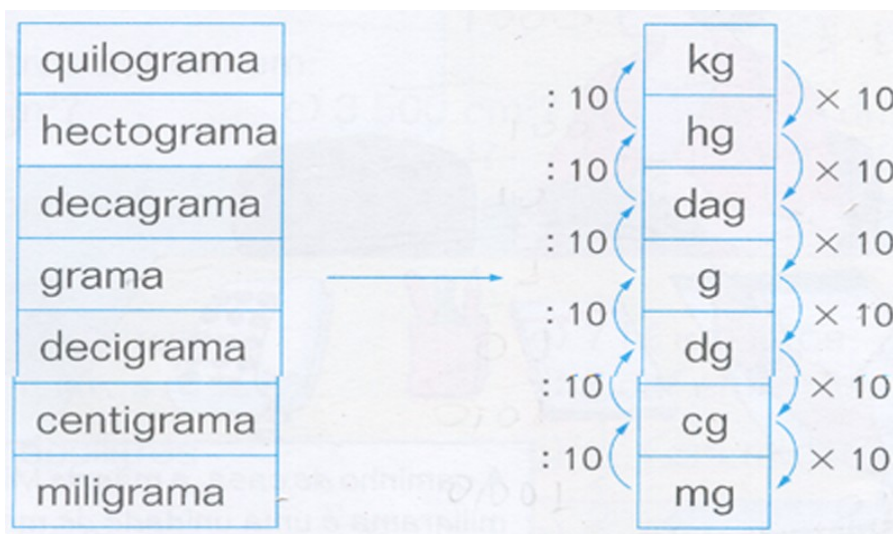 quilograma
hectograma
decagrama
grama
decigrama
centigrama
miligrama
kg
hg
dag
g
dg
cg
mg
: 10
: 10
: 10
: 10
: 10
: 10
× 10
× 10
× 10
× 10
× 10
× 10